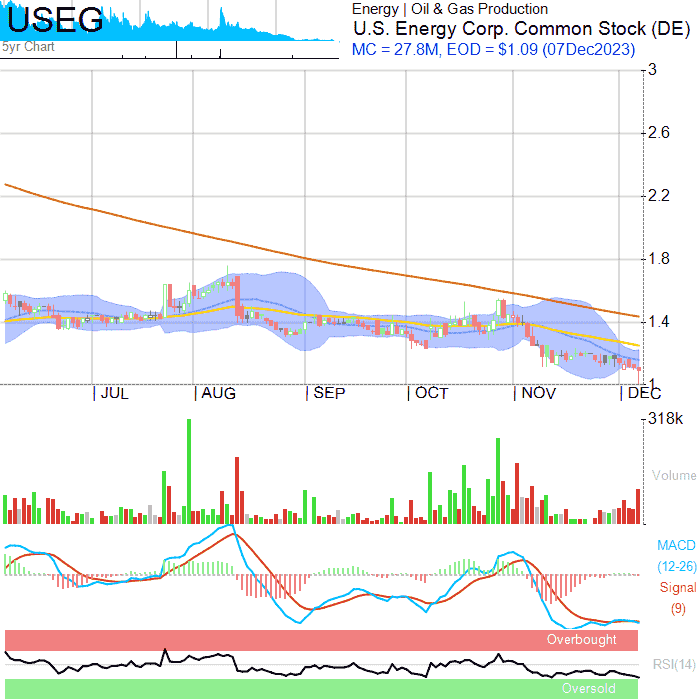 USEG
5yr Chart
Energy | Oil & Gas Production
U.S. Energy Corp. Common Stock (DE)
MC = 27.8M, EOD = $1.09 (07Dec2023)
3
2.6
2.2
1.8
1.4
1
JUL AUG SEP OCT NOV DEC
318k
Volume
MACD
(12-26)
Signal
(9)
Overbought
RSI(14)
Oversold